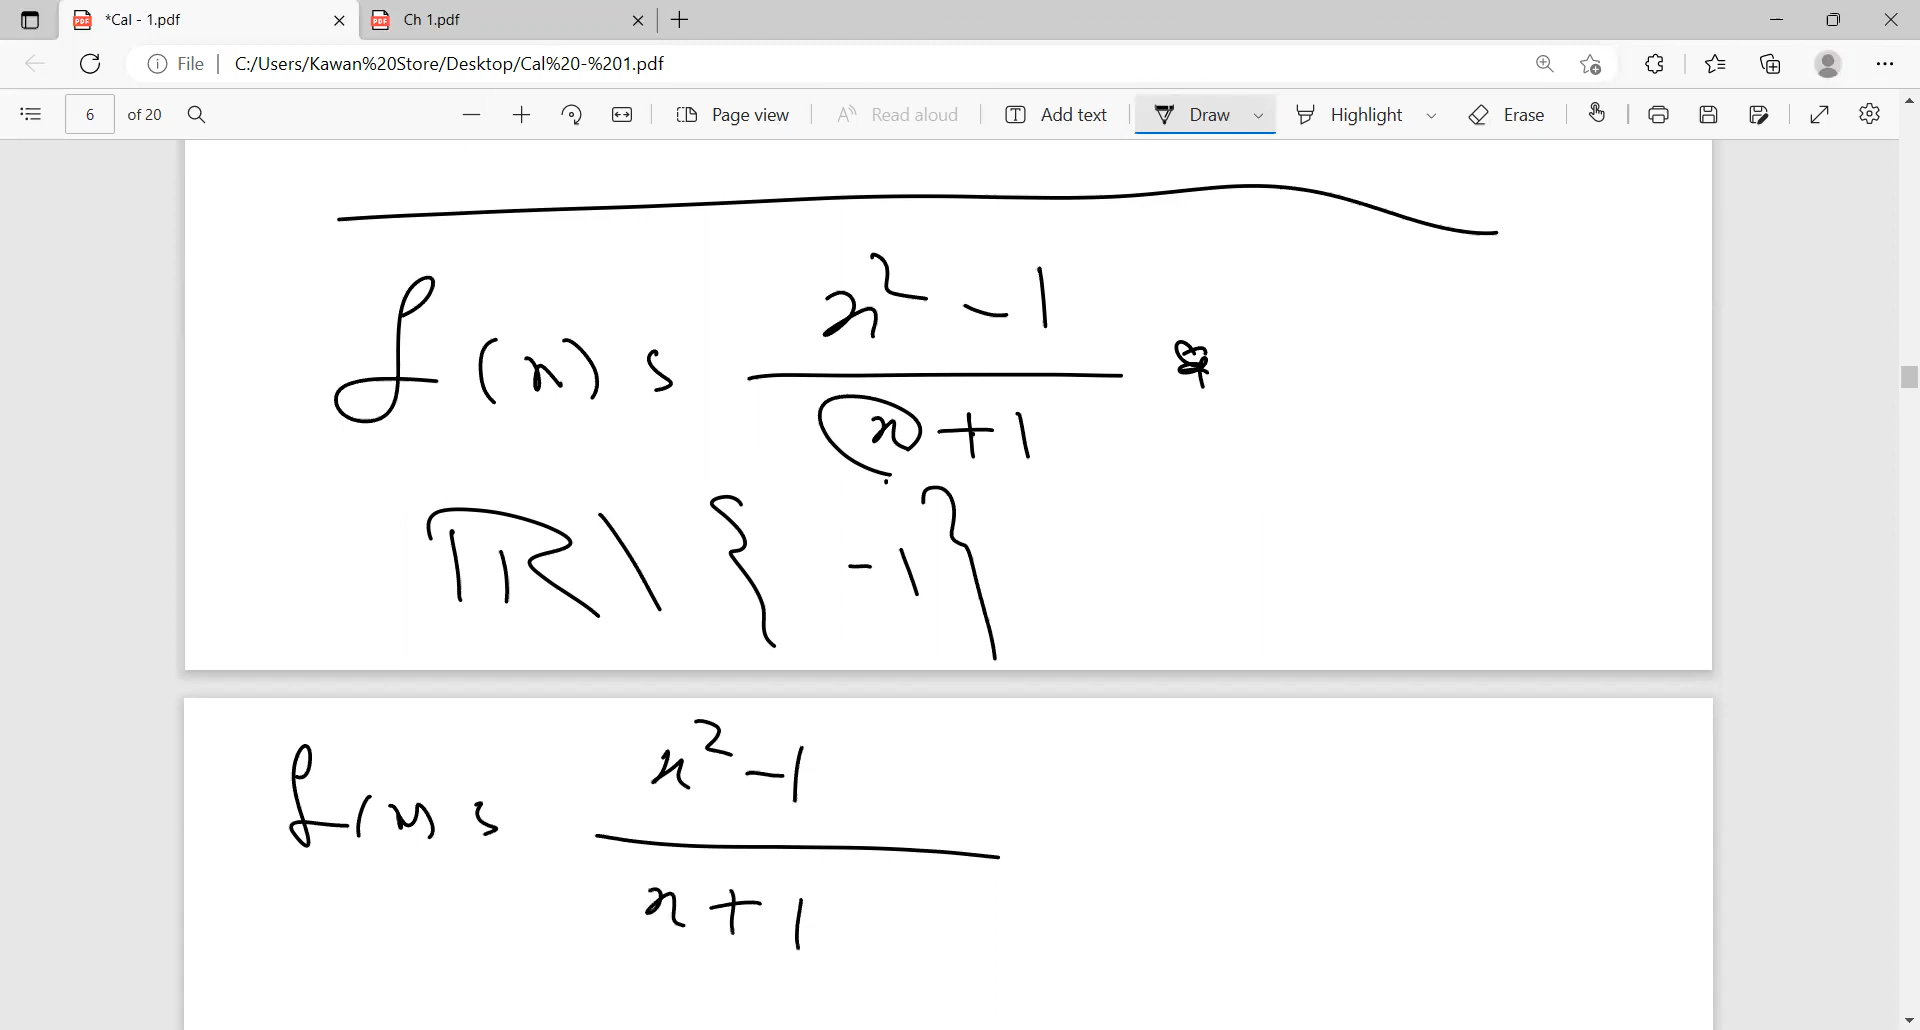 *Cal - 1.pdf
Ch 1.pdf
File
C:/Users/Kawan%20Store/Desktop/Cal%20-%201.pdf
6 of 20
Page view
Read aloud
Add text
Draw
Highlight
Erase
f(x) = x² - 1
x + 1
ℝ \ { -1 }
f(x) = x² - 1
x + 1